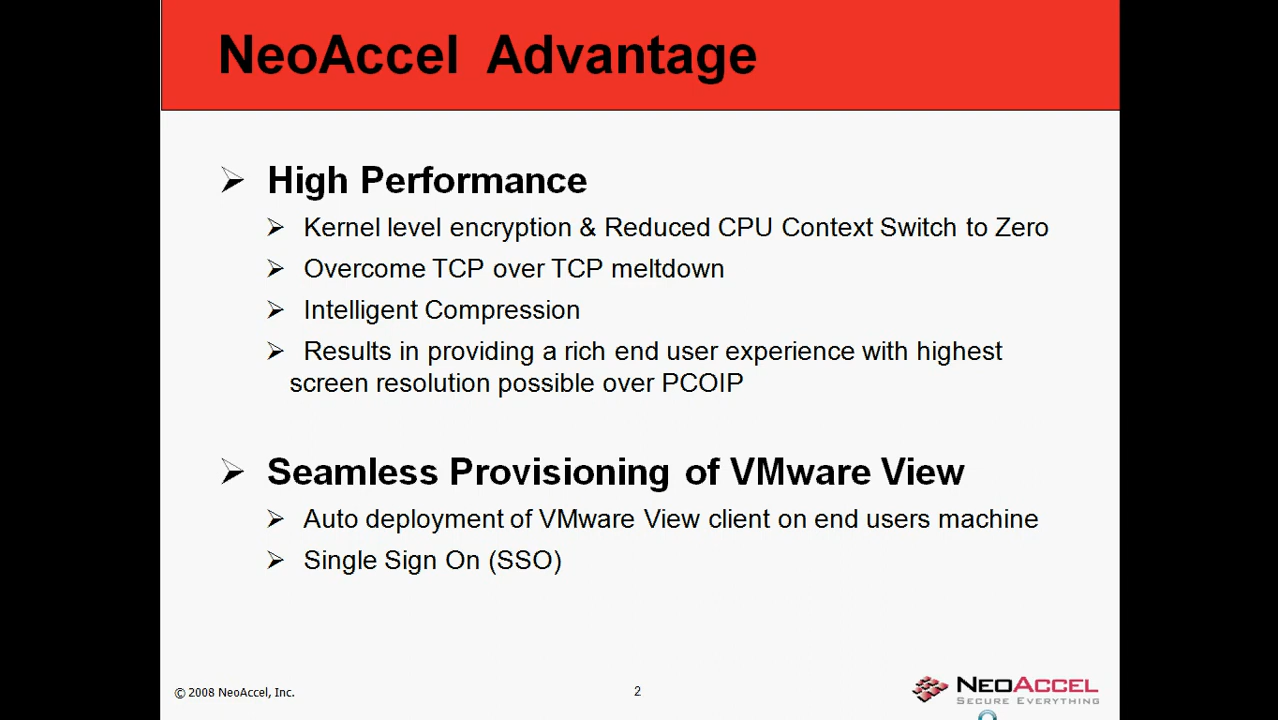 NeoAccel Advantage
High Performance
Kernel level encryption & Reduced CPU Context Switch to Zero
Overcome TCP over TCP meltdown
Intelligent Compression
Results in providing a rich end user experience with highest
screen resolution possible over PCOIP
Seamless Provisioning of VMware View
Auto deployment of VMware View client on end users machine
Single Sign On (SSO)
© 2008 NeoAccel, Inc.
2
NEOACCEL
SECURE EVERYTHING